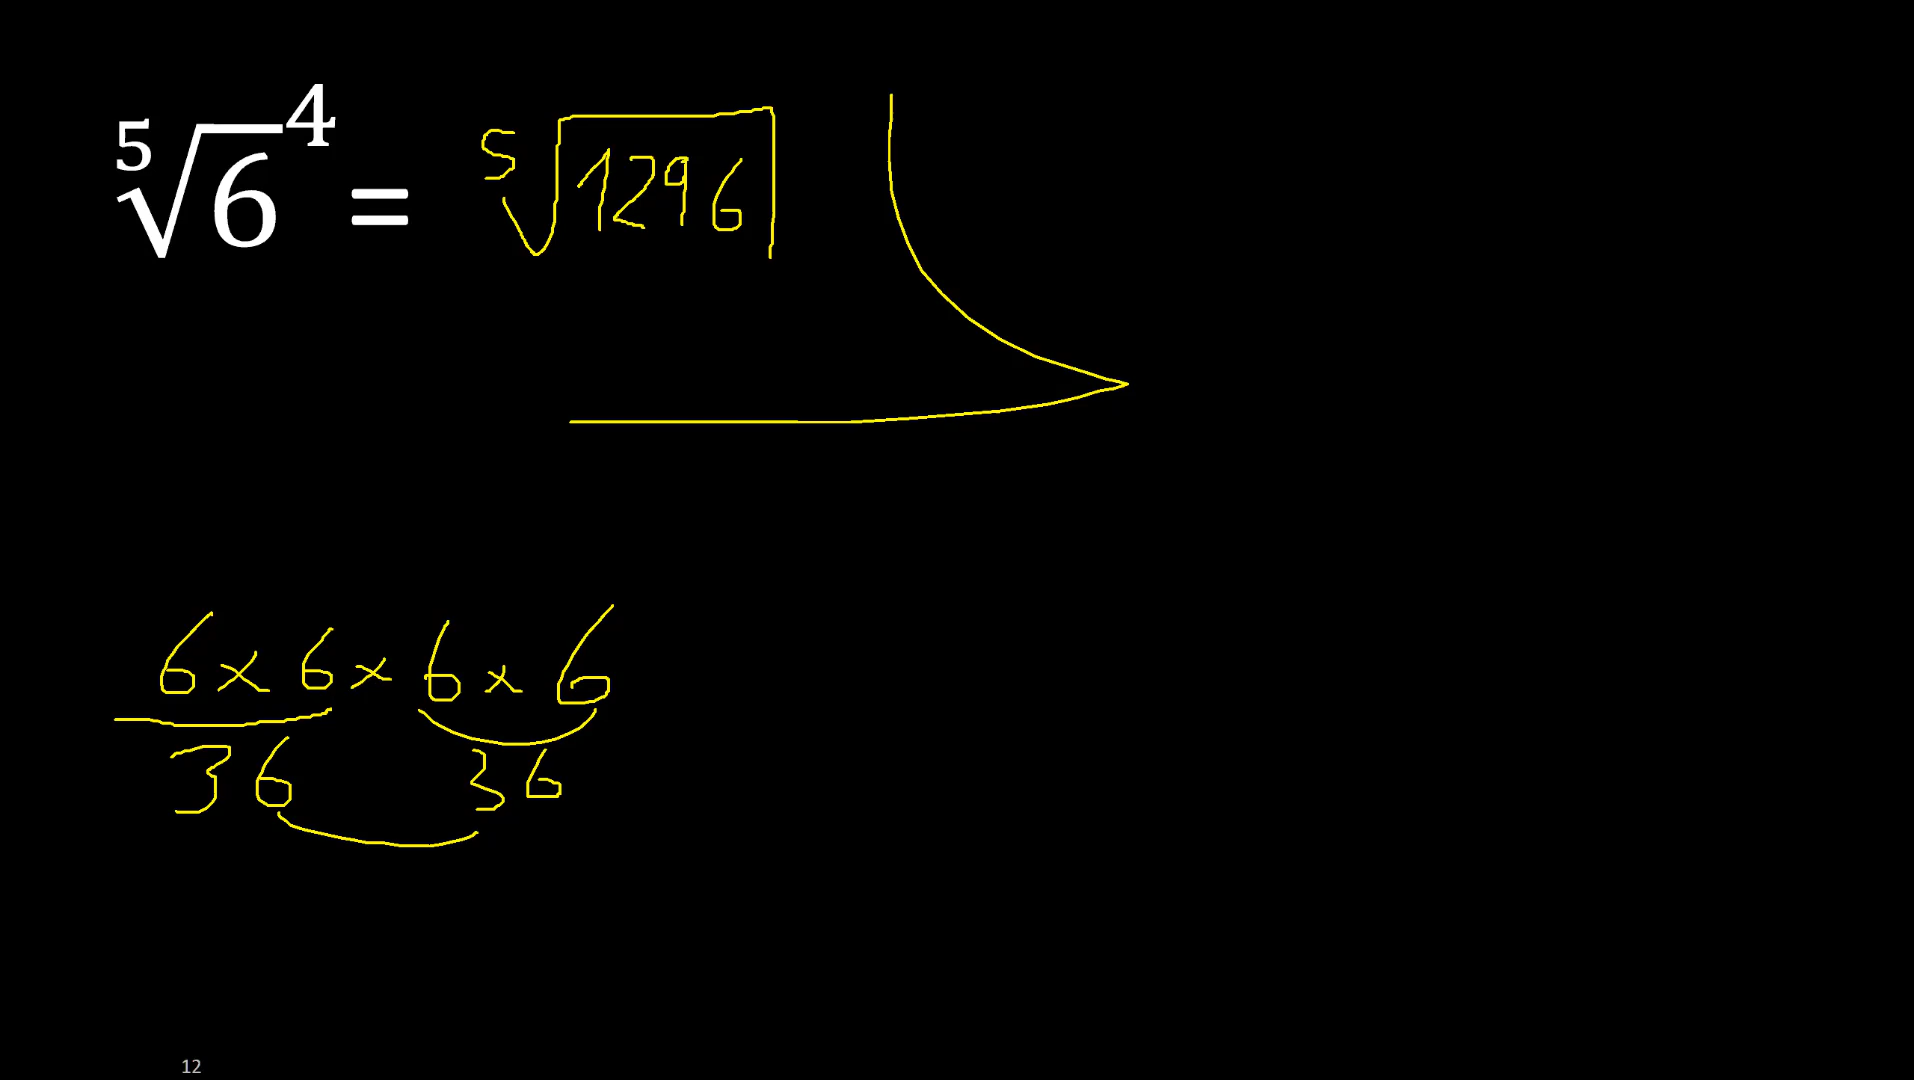 ⁵√6⁴ = ⁵√1296
6 x 6 x 6 x 6
36 36
12